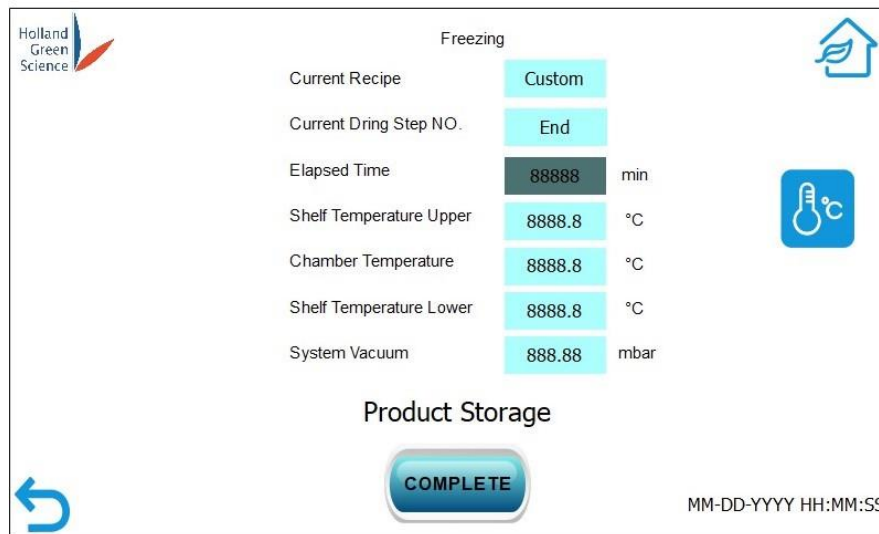 Holland
Green
Science
Freezing
Current Recipe Custom
Current Dring Step NO. End
Elapsed Time 88888 min
Shelf Temperature Upper 8888.8 °C
Chamber Temperature 8888.8 °C
Shelf Temperature Lower 8888.8 °C
System Vacuum 888.88 mbar
°C
Product Storage
COMPLETE
MM-DD-YYYY HH:MM:SS